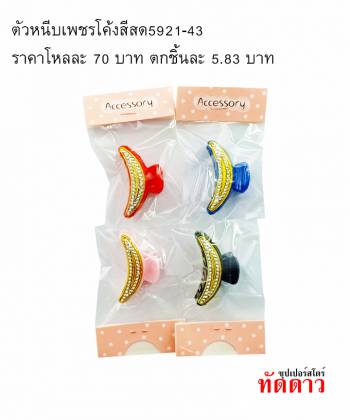 ตัวหนีบเพชรโค้งสีสด5921-43
ราคาโหลละ 70 บาท ตกชิ้นละ 5.83 บาท
Accessory
Accessory
ซุปเปอร์สโตร์
ทัดดาว